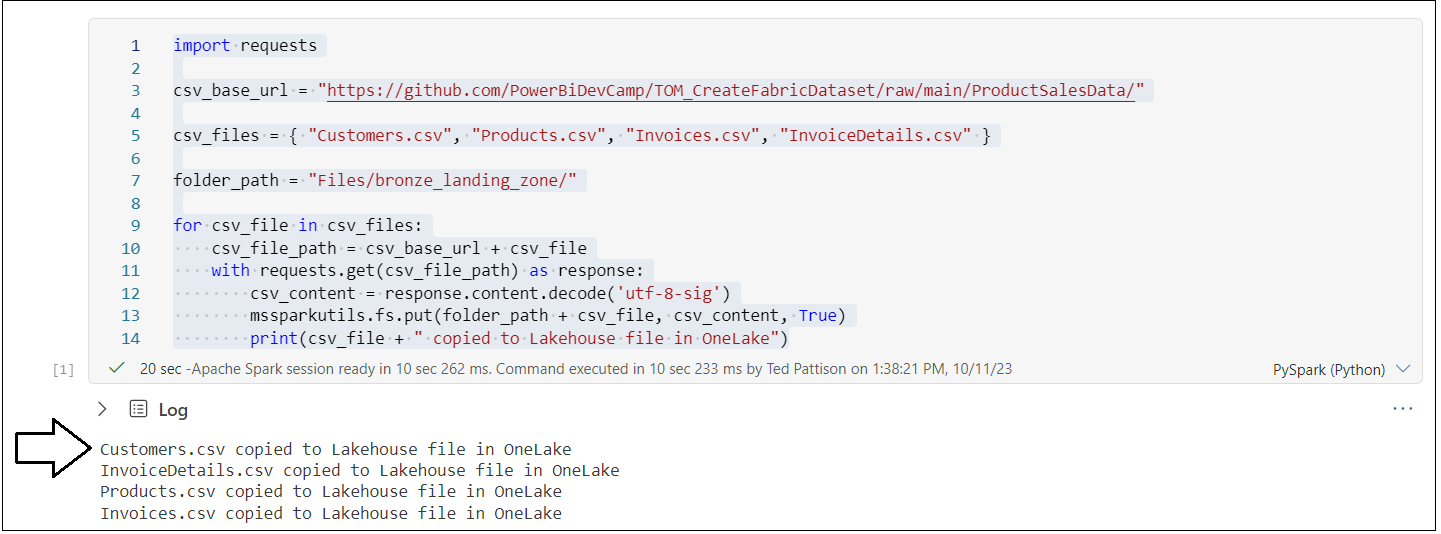 1 import requests
2
3 csv_base_url = "https://github.com/PowerBiDevCamp/TOM_CreateFabricDataset/raw/main/ProductSalesData/"
4
5 csv_files = { "Customers.csv", "Products.csv", "Invoices.csv", "InvoiceDetails.csv" }
6
7 folder_path = "Files/bronze_landing_zone/"
8
9 for csv_file in csv_files:
10     csv_file_path = csv_base_url + csv_file
11     with requests.get(csv_file_path) as response:
12         csv_content = response.content.decode('utf-8-sig')
13         mssparkutils.fs.put(folder_path + csv_file, csv_content, True)
14         print(csv_file + " copied to Lakehouse file in OneLake")
[1] 20 sec -Apache Spark session ready in 10 sec 262 ms. Command executed in 10 sec 233 ms by Ted Pattison on 1:38:21 PM, 10/11/23 PySpark (Python)
Log
Customers.csv copied to Lakehouse file in OneLake
InvoiceDetails.csv copied to Lakehouse file in OneLake
Products.csv copied to Lakehouse file in OneLake
Invoices.csv copied to Lakehouse file in OneLake